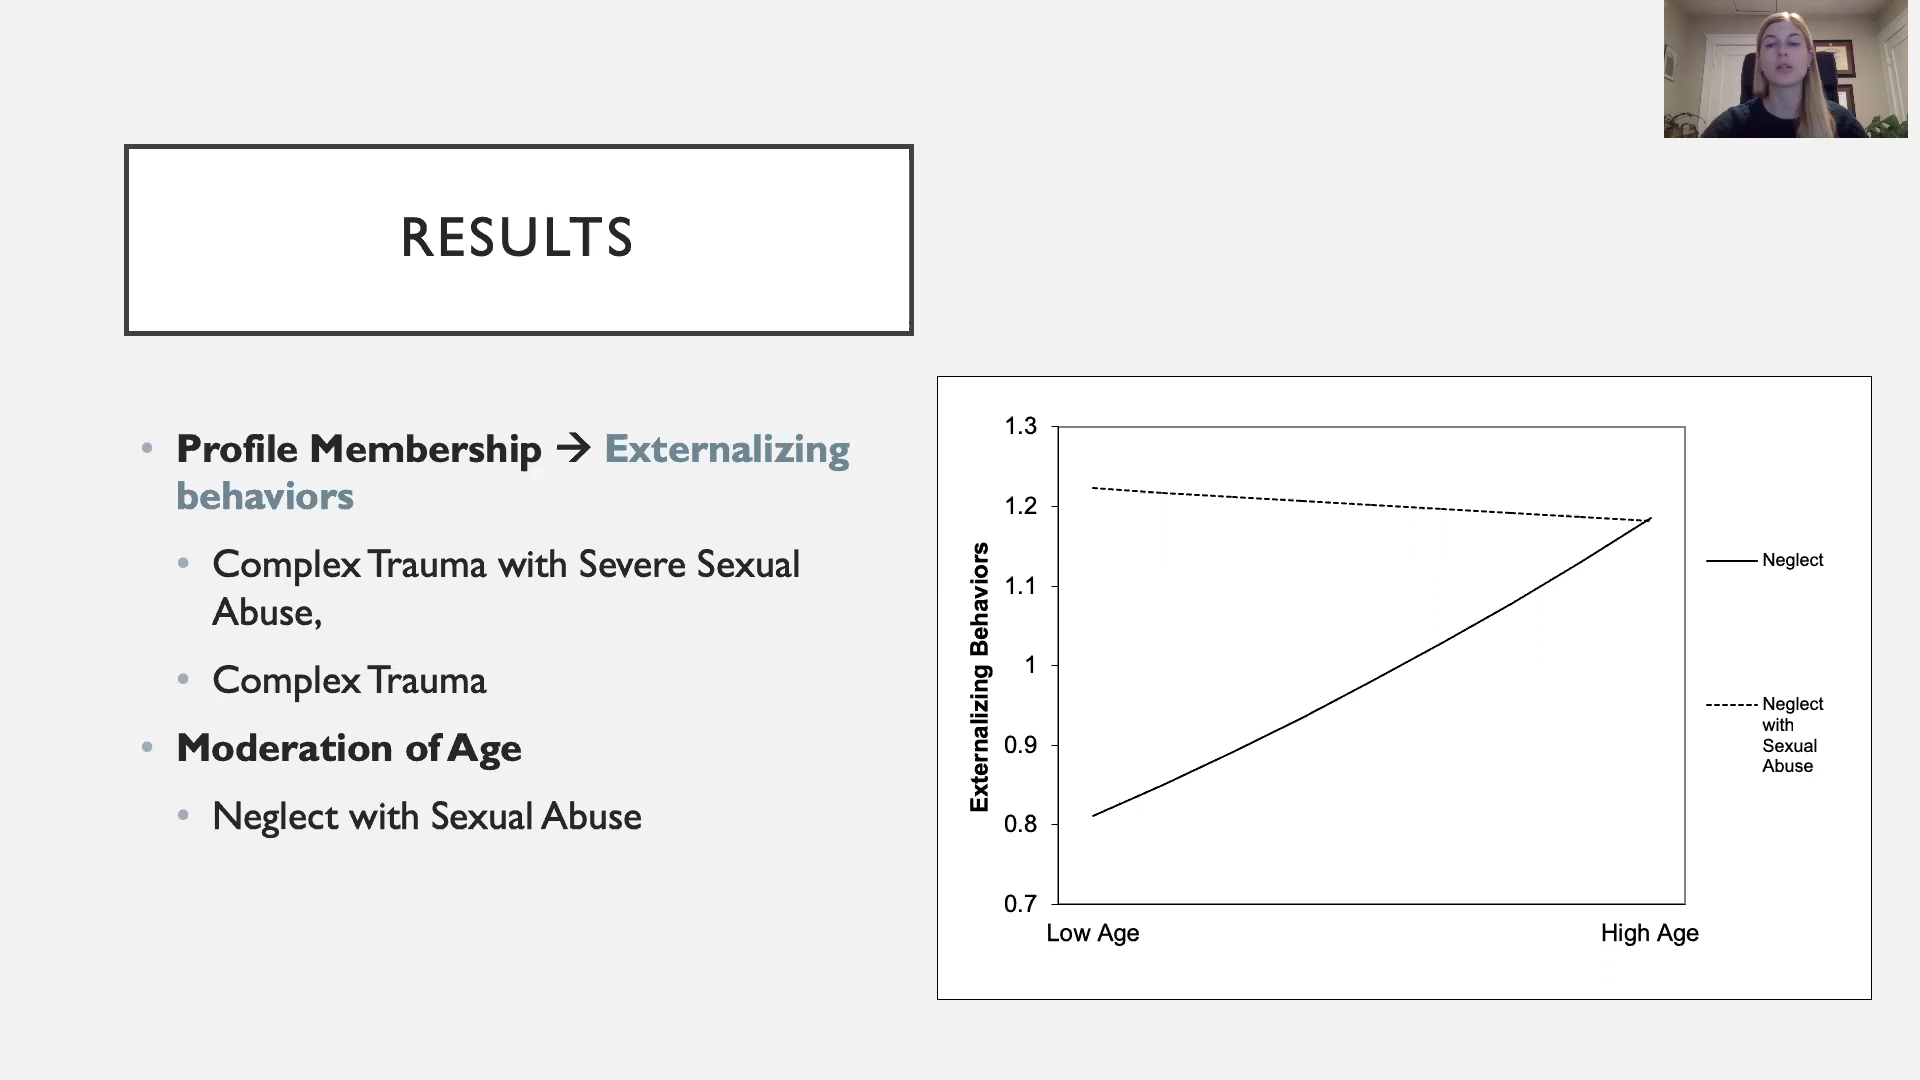 RESULTS
• Profile Membership → Externalizing
behaviors
• Complex Trauma with Severe Sexual
Abuse,
• Complex Trauma
• Moderation of Age
• Neglect with Sexual Abuse
Externalizing Behaviors
1.3
1.2
1.1
1
0.9
0.8
0.7
Low Age
High Age
Neglect
Neglect
with
Sexual
Abuse